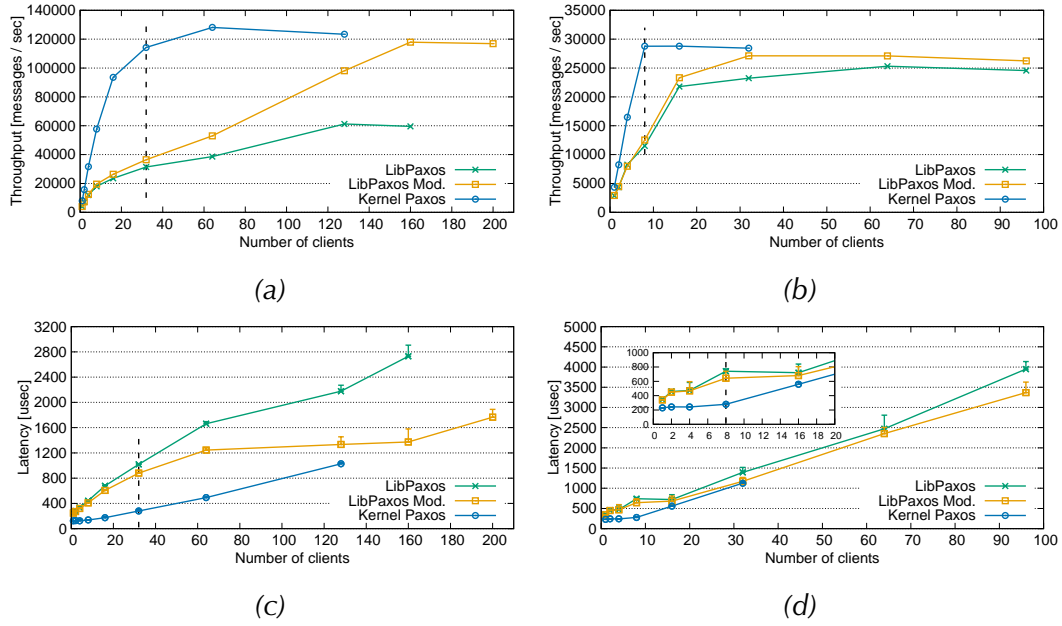 Throughput [messages / sec]
140000
120000
100000
80000
60000
40000
20000
0
0 20 40 60 80 100 120 140 160 180 200
Number of clients
LibPaxos
LibPaxos Mod.
Kernel Paxos
(a)
Throughput [messages / sec]
35000
30000
25000
20000
15000
10000
5000
0
0 10 20 30 40 50 60 70 80 90 100
Number of clients
LibPaxos
LibPaxos Mod.
Kernel Paxos
(b)
Latency [usec]
3200
2800
2400
2000
1600
1200
800
400
0
0 20 40 60 80 100 120 140 160 180 200
Number of clients
LibPaxos
LibPaxos Mod.
Kernel Paxos
(c)
Latency [usec]
5000
4500
4000
3500
3000
2500
2000
1500
1000
500
0
0 10 20 30 40 50 60 70 80 90 100
Number of clients
1000
800
600
400
200
0 2 4 6 8 10 12 14 16 18 20
LibPaxos
LibPaxos Mod.
Kernel Paxos
(d)